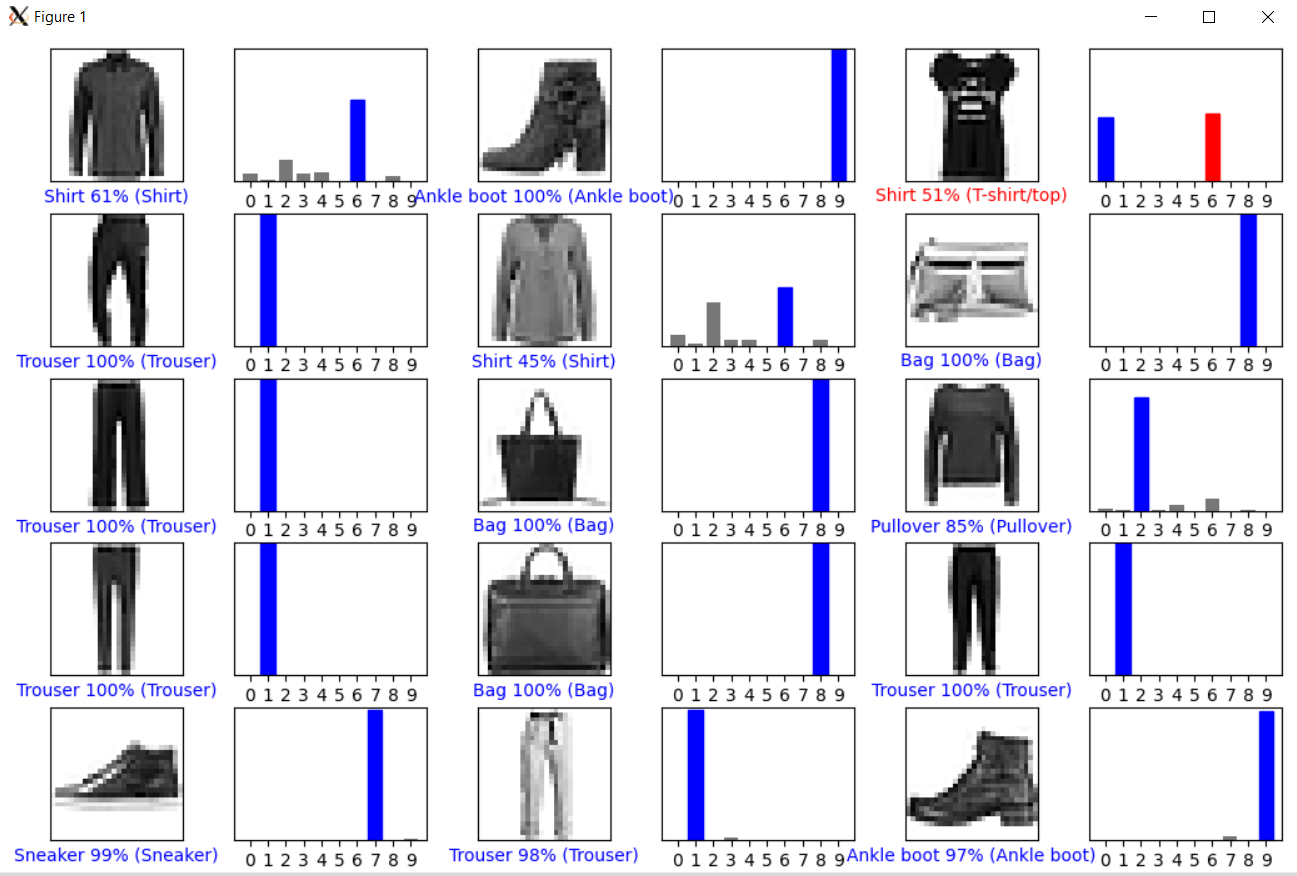 Figure 1
0 1 2 3 4 5 6 7 8 9 0 1 2 3 4 5 6 7 8 9 0 1 2 3 4 5 6 7 8 9
Shirt 61% (Shirt) Ankle boot 100% (Ankle boot) Shirt 51% (T-shirt/top)
0 1 2 3 4 5 6 7 8 9 0 1 2 3 4 5 6 7 8 9 0 1 2 3 4 5 6 7 8 9
Trouser 100% (Trouser) Shirt 45% (Shirt) Bag 100% (Bag)
0 1 2 3 4 5 6 7 8 9 0 1 2 3 4 5 6 7 8 9 0 1 2 3 4 5 6 7 8 9
Trouser 100% (Trouser) Bag 100% (Bag) Pullover 85% (Pullover)
0 1 2 3 4 5 6 7 8 9 0 1 2 3 4 5 6 7 8 9 0 1 2 3 4 5 6 7 8 9
Trouser 100% (Trouser) Bag 100% (Bag) Trouser 100% (Trouser)
0 1 2 3 4 5 6 7 8 9 0 1 2 3 4 5 6 7 8 9 0 1 2 3 4 5 6 7 8 9
Sneaker 99% (Sneaker) Trouser 98% (Trouser) Ankle boot 97% (Ankle boot)